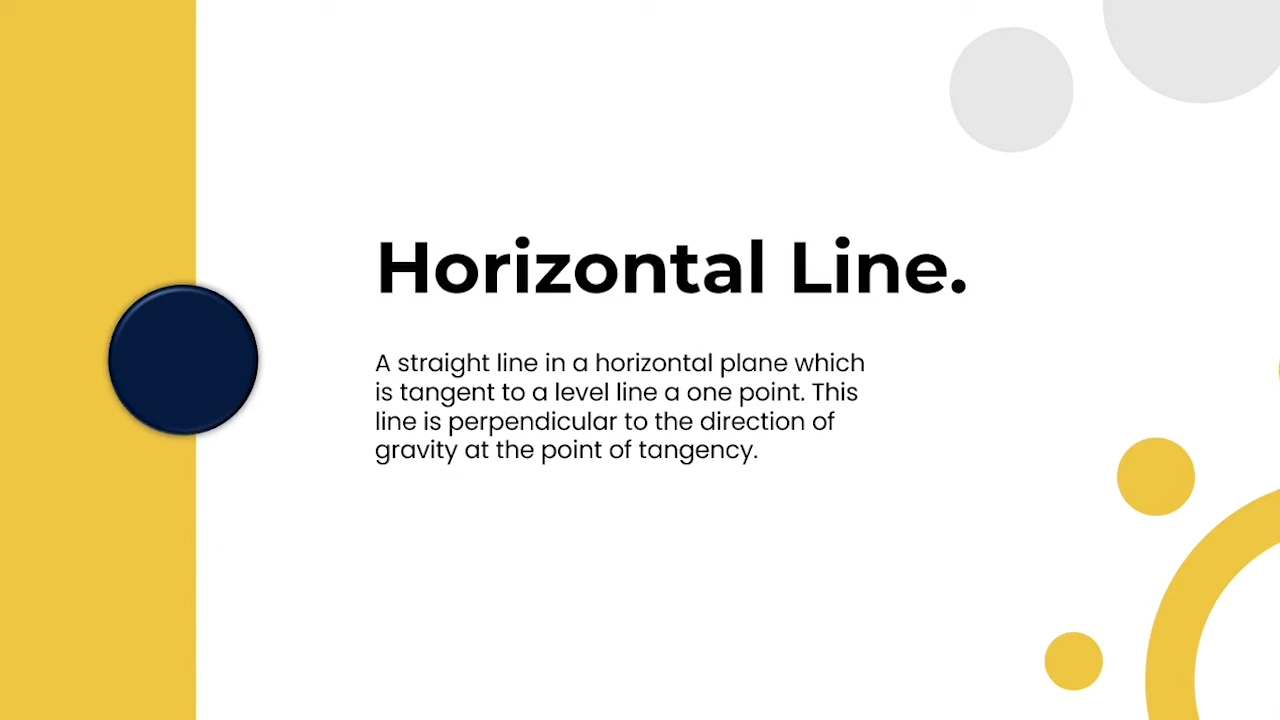 Horizontal Line.
A straight line in a horizontal plane which
is tangent to a level line a one point. This
line is perpendicular to the direction of
gravity at the point of tangency.